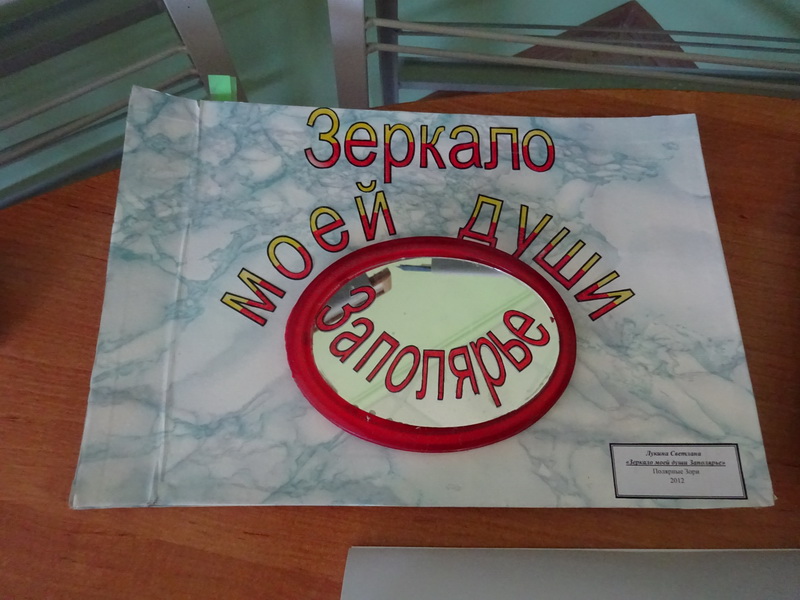 Зеркало
моей души
Заполярье
Лукина Светлана
«Зеркало моей души Заполярье»
Полярные Зори
2012